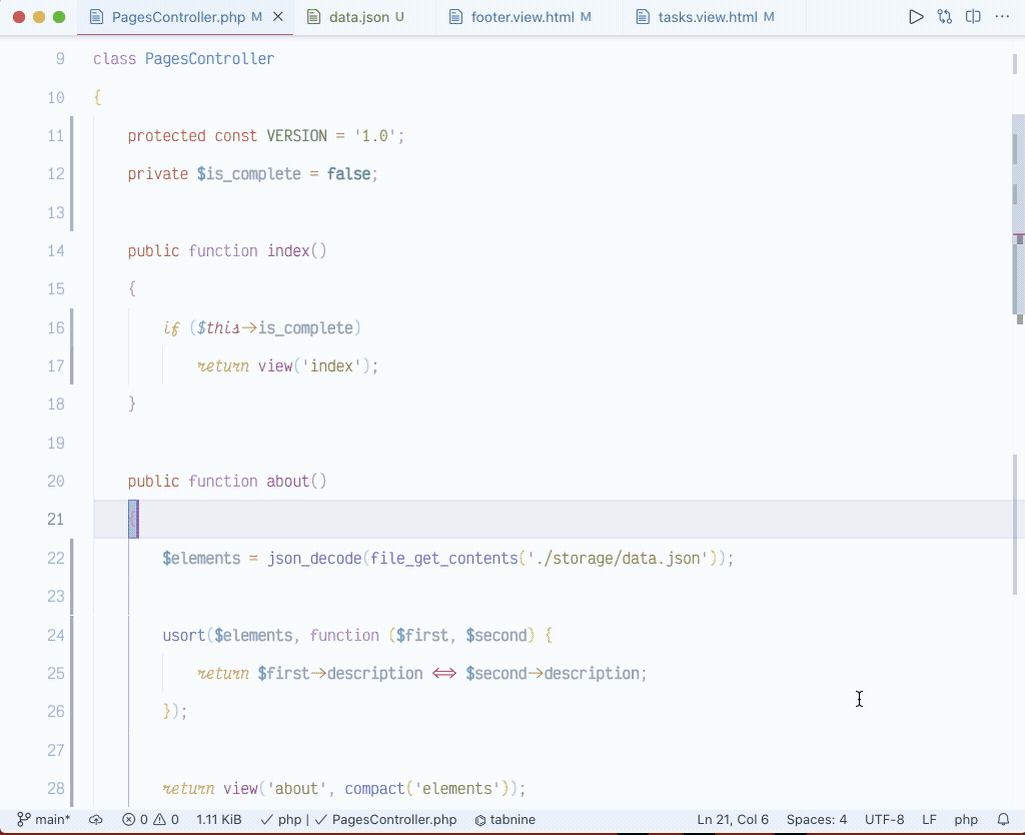 PagesController.php M
data.json U
footer.view.html M
tasks.view.html M
9 class PagesController
10 {
11 protected const VERSION = '1.0';
12 private $is_complete = false;
13
14 public function index()
15 {
16 if ($this->is_complete)
17 return view('index');
18 }
19
20 public function about()
21 {
22 $elements = json_decode(file_get_contents('./storage/data.json'));
23
24 usort($elements, function ($first, $second) {
25 return $first->description <=> $second->description;
26 });
27
28 return view('about', compact('elements'));
main* 0 0 1.11 KiB php | PagesController.php tabnine Ln 21, Col 6 Spaces: 4 UTF-8 LF php